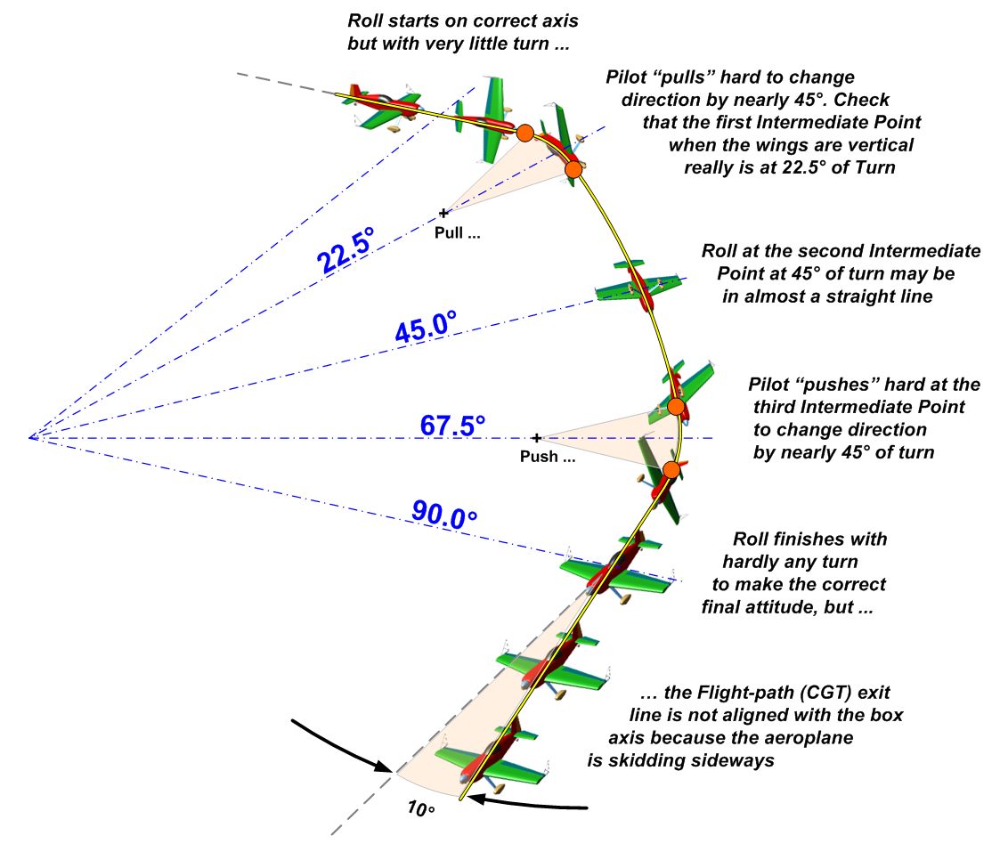 Roll starts on correct axis
but with very little turn ...
Pilot “pulls” hard to change
direction by nearly 45°. Check
that the first Intermediate Point
when the wings are vertical
really is at 22.5° of Turn
Pull ...
22.5°
Roll at the second Intermediate
Point at 45° of turn may be
in almost a straight line
45.0°
Pilot “pushes” hard at the
third Intermediate Point
to change direction
by nearly 45° of turn
67.5°
Push ...
90.0°
Roll finishes with
hardly any turn
to make the correct
final attitude, but ...
… the Flight-path (CGT) exit
line is not aligned with the box
axis because the aeroplane
is skidding sideways
10°